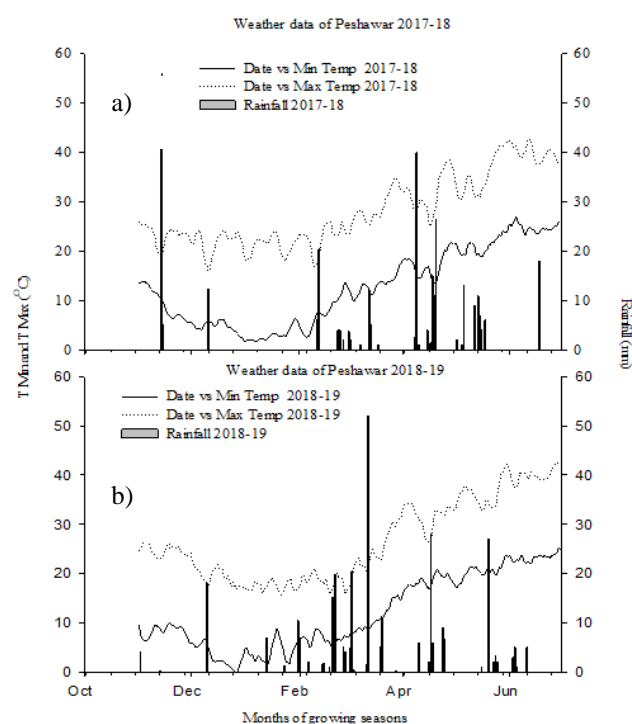 Weather data of Peshawar 2017-18
60 60
Date vs Min Temp 2017-18
Date vs Max Temp 2017-18
Rainfall 2017-18
a)
50 50
40 40
30 30
20 20
10 10
0 0
Weather data of Peshawar 2018-19
60 60
Date vs Min Temp 2018-19
Date vs Max Temp 2018-19
Rainfall 2018-19
b)
50 50
40 40
30 30
20 20
10 10
0 0
T Min and T Max (°C)
Rainfall (mm)
Oct Dec Feb Apr Jun
Months of growing seasons